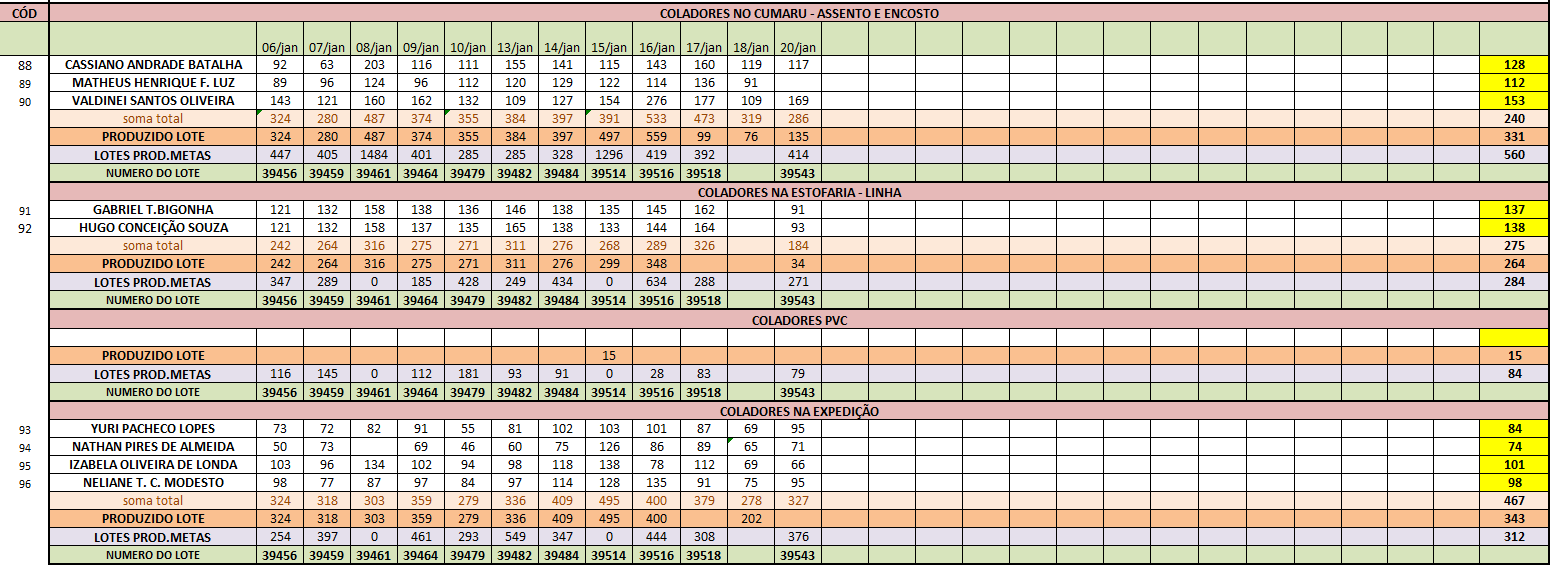 CÓD COLADORES NO CUMARU - ASSENTO E ENCOSTO
06/jan 07/jan 08/jan 09/jan 10/jan 13/jan 14/jan 15/jan 16/jan 17/jan 18/jan 20/jan
88 CASSIANO ANDRADE BATALHA 92 63 203 116 111 155 141 115 143 160 119 117 128
89 MATHEUS HENRIQUE F. LUZ 89 96 124 96 112 120 129 122 114 136 91 112
90 VALDINEI SANTOS OLIVEIRA 143 121 160 162 132 109 127 154 276 177 109 169 153
soma total 324 280 487 374 355 384 397 391 533 473 319 286 240
PRODUZIDO LOTE 324 280 487 374 355 384 397 497 559 99 76 135 331
LOTES PROD.METAS 447 405 1484 401 285 285 328 1296 419 392 414 560
NUMERO DO LOTE 39456 39459 39461 39464 39479 39482 39484 39514 39516 39518 39543
COLADORES NA ESTOFARIA - LINHA
91 GABRIEL T.BIGONHA 121 132 158 138 136 146 138 135 145 162 91 137
92 HUGO CONCEIÇÃO SOUZA 121 132 158 137 135 165 138 133 144 164 93 138
soma total 242 264 316 275 271 311 276 268 289 326 184 275
PRODUZIDO LOTE 242 264 316 275 271 311 276 299 348 34 264
LOTES PROD.METAS 347 289 0 185 428 249 434 0 634 288 271 284
NUMERO DO LOTE 39456 39459 39461 39464 39479 39482 39484 39514 39516 39518 39543
COLADORES PVC
PRODUZIDO LOTE 15 15
LOTES PROD.METAS 116 145 0 112 181 93 91 0 28 83 79 84
NUMERO DO LOTE 39456 39459 39461 39464 39479 39482 39484 39514 39516 39518 39543
COLADORES NA EXPEDIÇÃO
93 YURI PACHECO LOPES 73 72 82 91 55 81 102 103 101 87 69 95 84
94 NATHAN PIRES DE ALMEIDA 50 73 69 46 60 75 126 86 89 65 71 74
95 IZABELA OLIVEIRA DE LONDA 103 96 134 102 94 98 118 138 78 112 69 66 101
96 NELIANE T. C. MODESTO 98 77 87 97 84 97 114 128 135 91 75 95 98
soma total 324 318 303 359 279 336 409 495 400 379 278 327 467
PRODUZIDO LOTE 324 318 303 359 279 336 409 495 400 202 343
LOTES PROD.METAS 254 397 0 461 293 549 347 0 444 308 376 312
NUMERO DO LOTE 39456 39459 39461 39464 39479 39482 39484 39514 39516 39518 39543